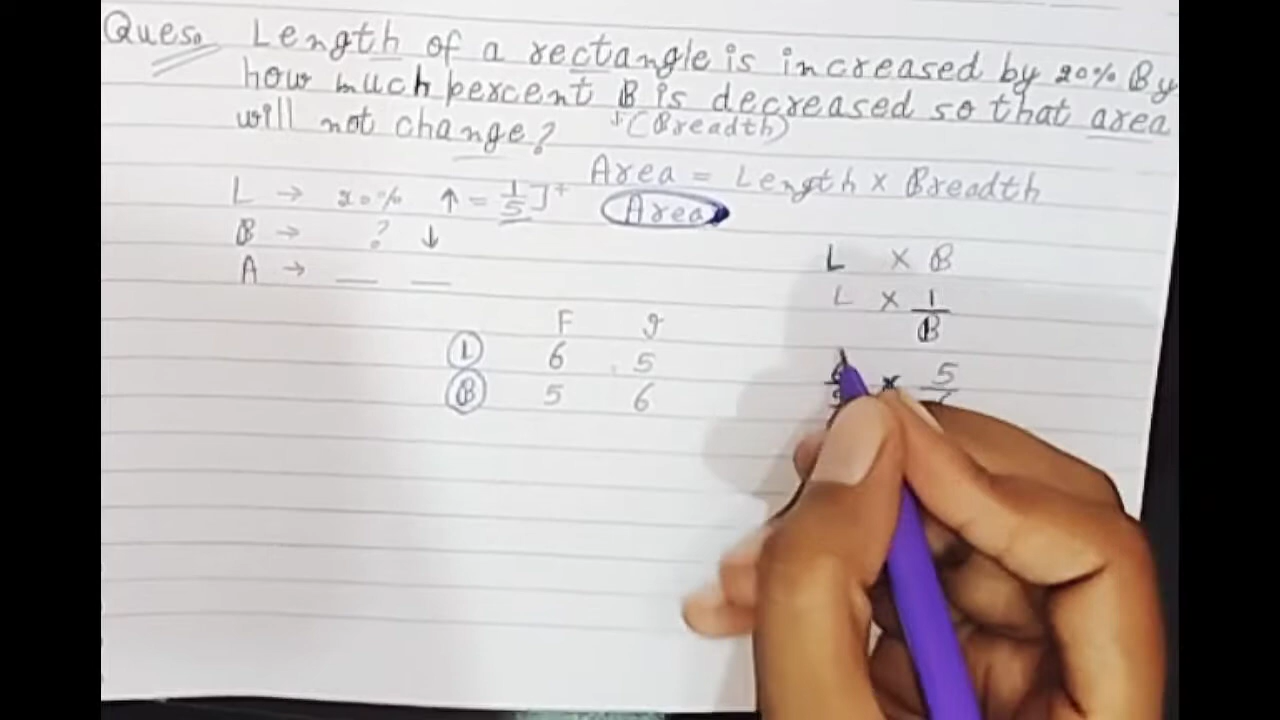 Ques. Length of a rectangle is increased by 20% By
how much percent B is decreased so that area
will not change? ↓(Breadth)
Area = Length × Breadth
L → 20% ↑ = 1/5]+ Area
B → ? ↓
A → __ __
L × B
L × 1/B
F g
L 6 5
B 5 6
× 5